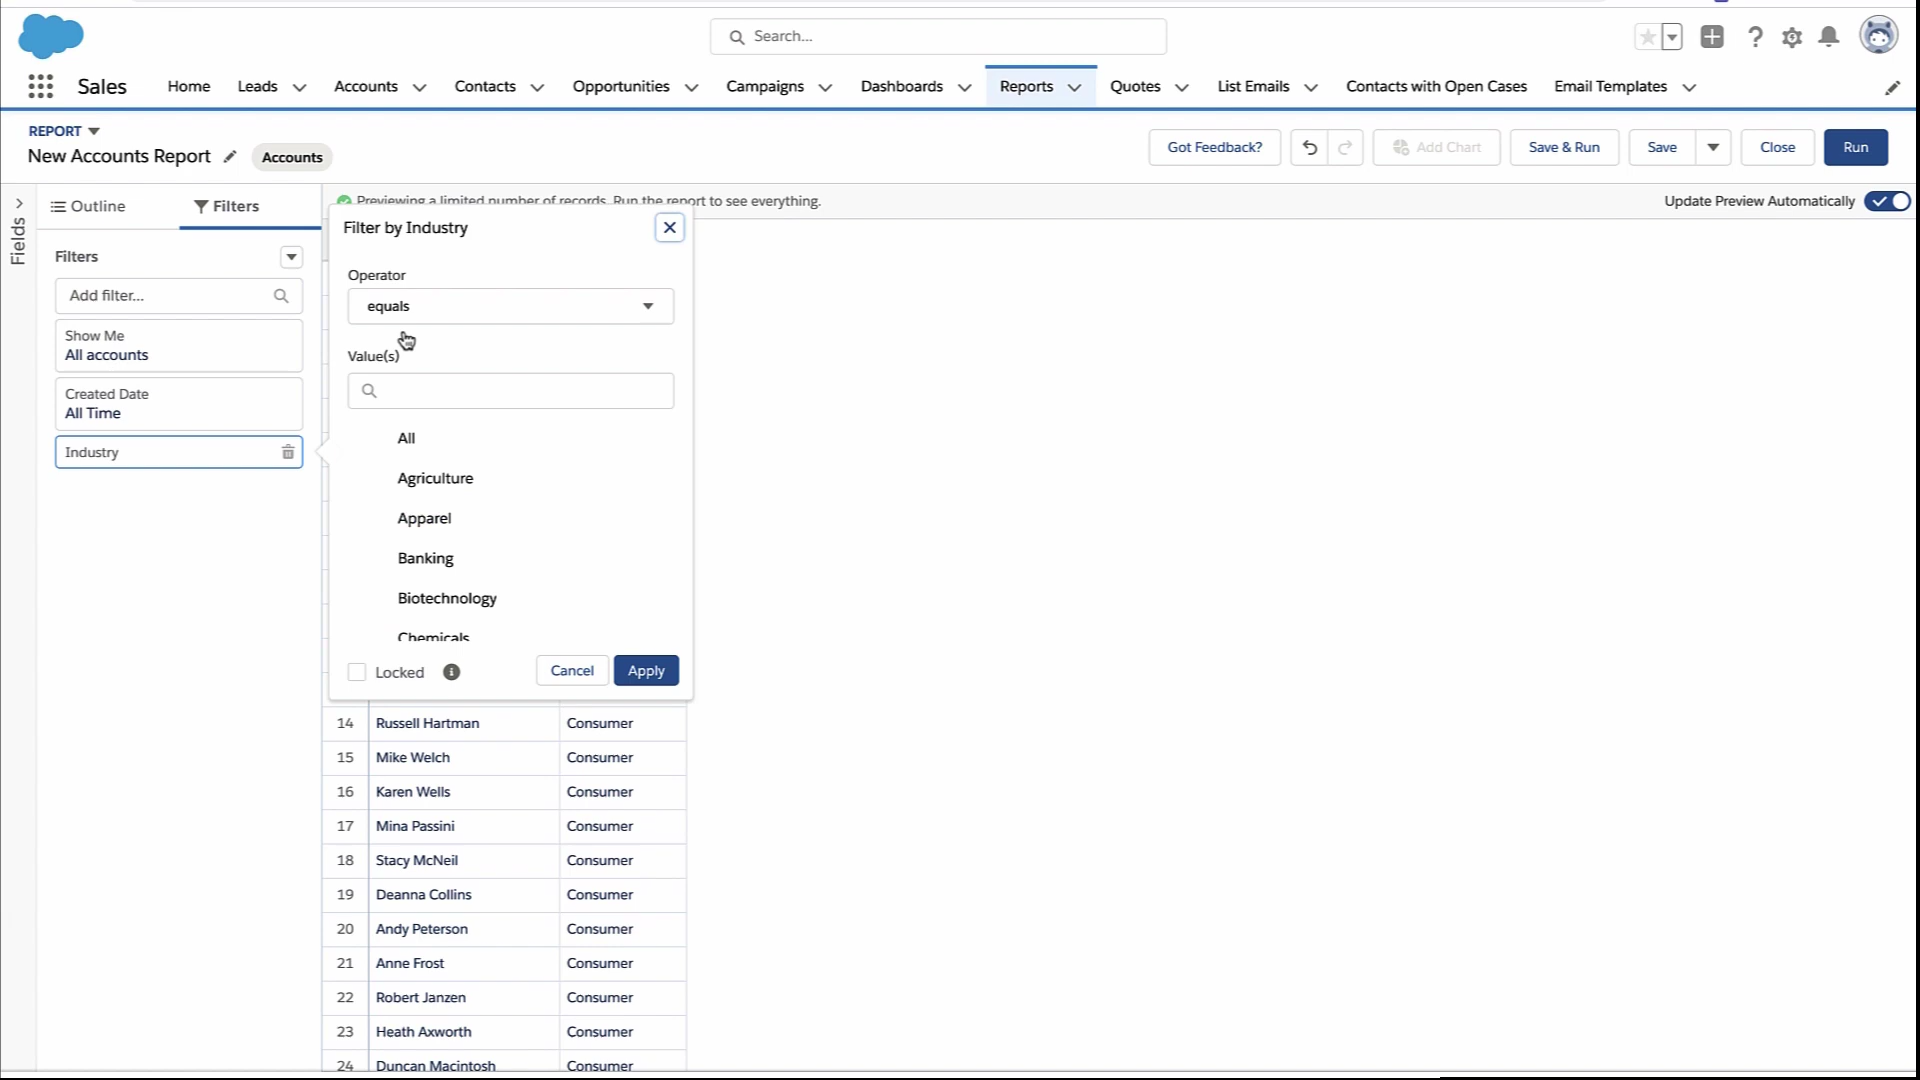 Search...
Sales
Home
Leads
Accounts
Contacts
Opportunities
Campaigns
Dashboards
Reports
Quotes
List Emails
Contacts with Open Cases
Email Templates
REPORT
New Accounts Report
Accounts
Got Feedback?
Add Chart
Save & Run
Save
Close
Run
Fields
Outline
Filters
Previewing a limited number of records. Run the report to see everything.
Update Preview Automatically
Filters
Add filter...
Show Me
All accounts
Created Date
All Time
Industry
Filter by Industry
Operator
equals
Value(s)
All
Agriculture
Apparel
Banking
Biotechnology
Chemicals
Locked
Cancel
Apply
14 Russell Hartman Consumer
15 Mike Welch Consumer
16 Karen Wells Consumer
17 Mina Passini Consumer
18 Stacy McNeil Consumer
19 Deanna Collins Consumer
20 Andy Peterson Consumer
21 Anne Frost Consumer
22 Robert Janzen Consumer
23 Heath Axworth Consumer
24 Duncan Macintosh Consumer